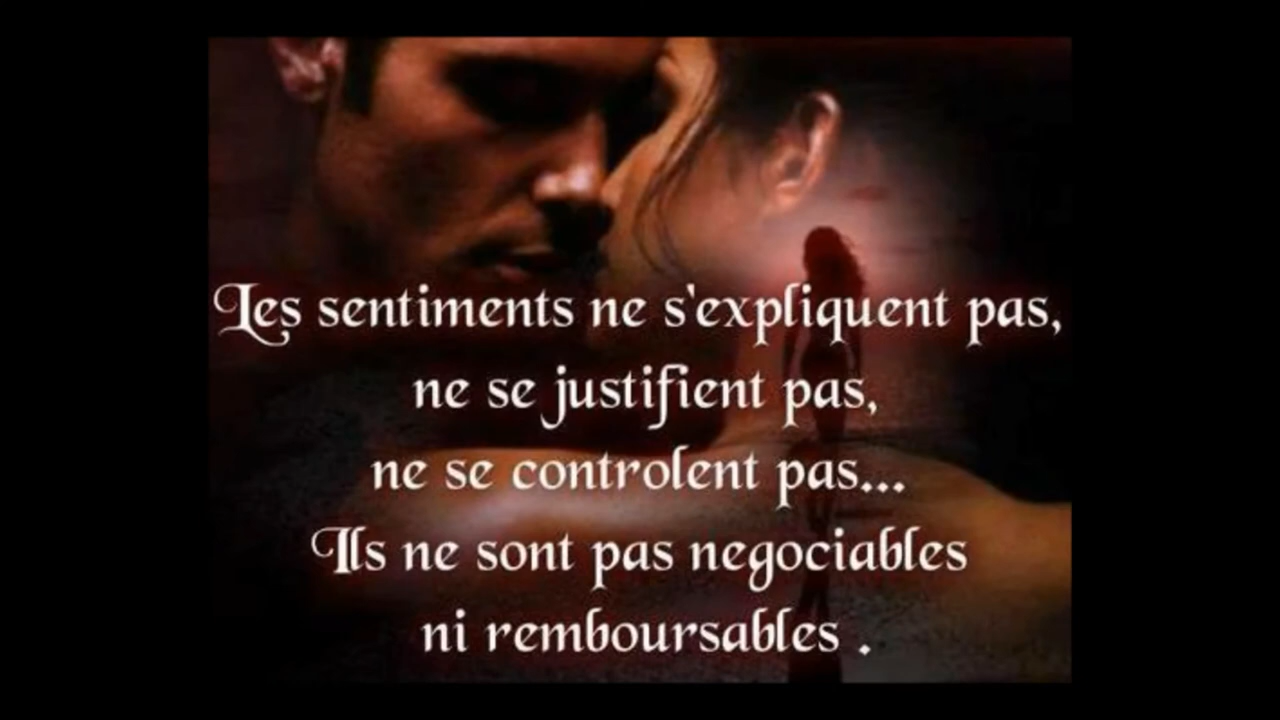 Les sentiments ne s'expliquent pas,
ne se justifient pas,
ne se controlent pas...
Ils ne sont pas negociables
ni remboursables .